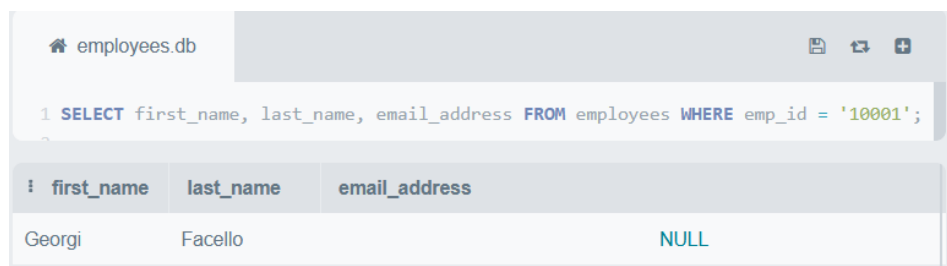 employees.db
1 SELECT first_name, last_name, email_address FROM employees WHERE emp_id = '10001';
first_name last_name email_address
Georgi Facello NULL